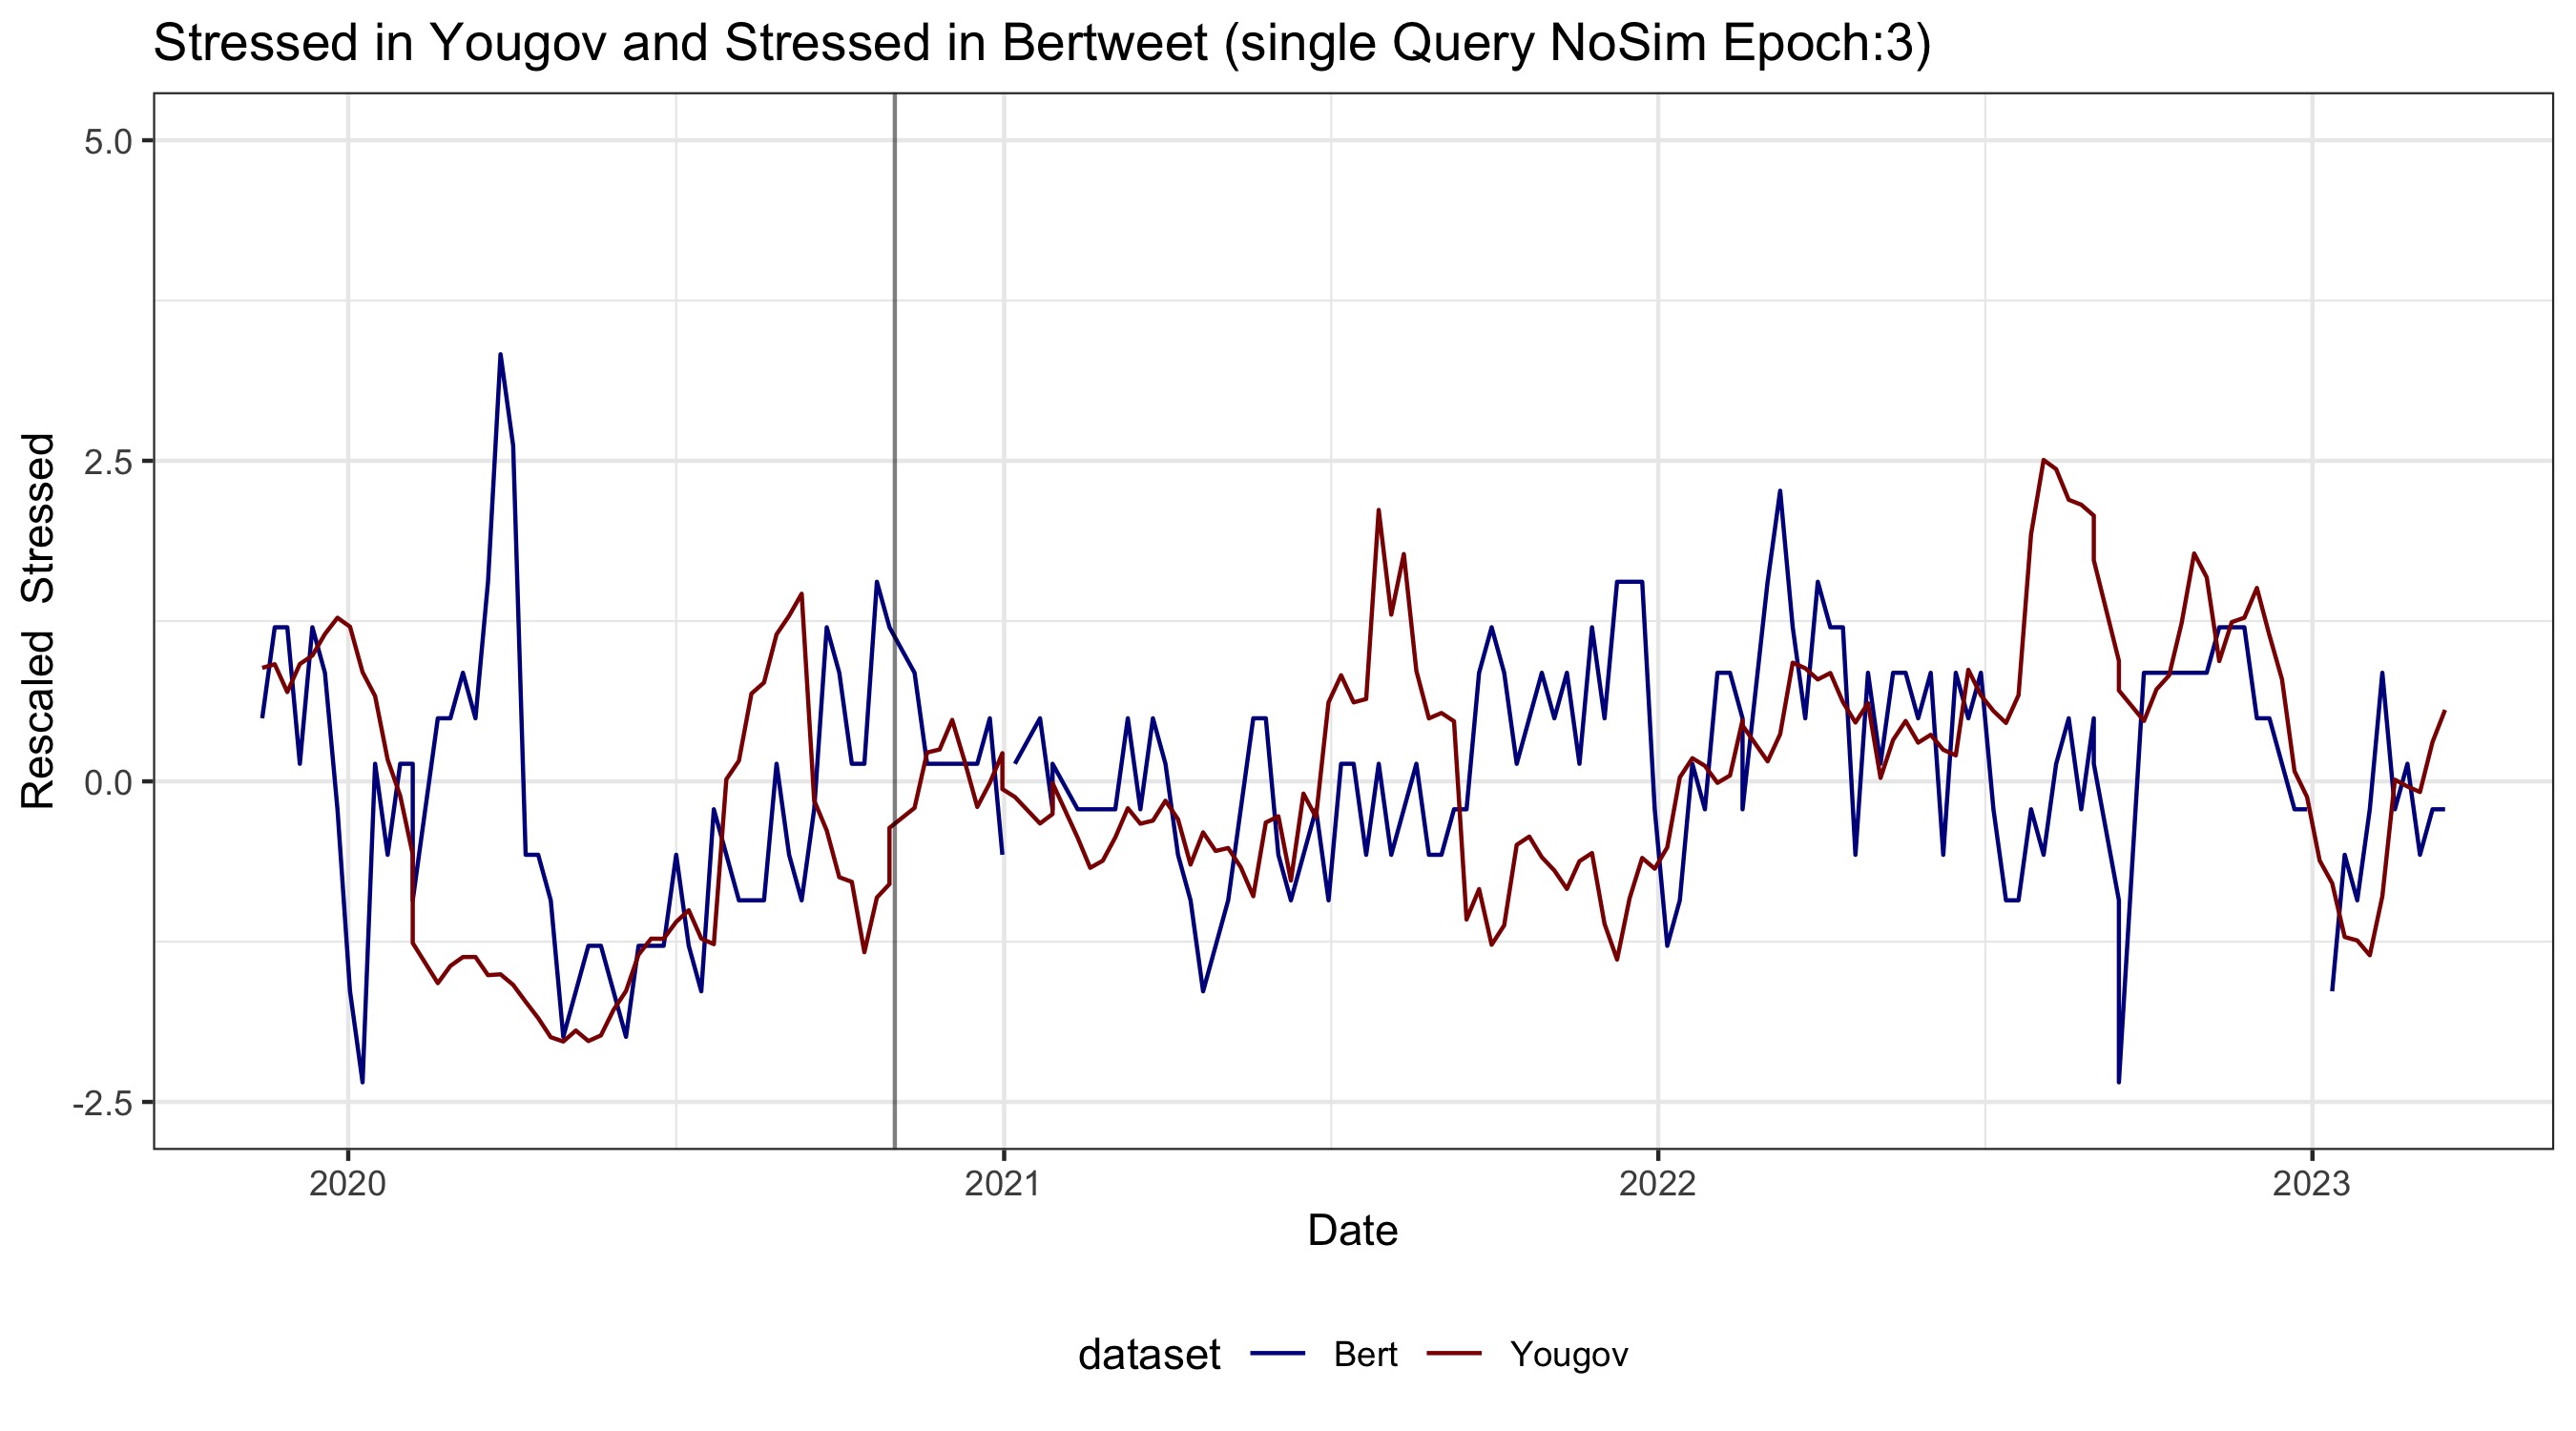 Stressed in Yougov and Stressed in Bertweet (single Query NoSim Epoch:3)
Rescaled Stressed
5.0
2.5
0.0
-2.5
2020 2021 2022 2023
Date
dataset Bert Yougov